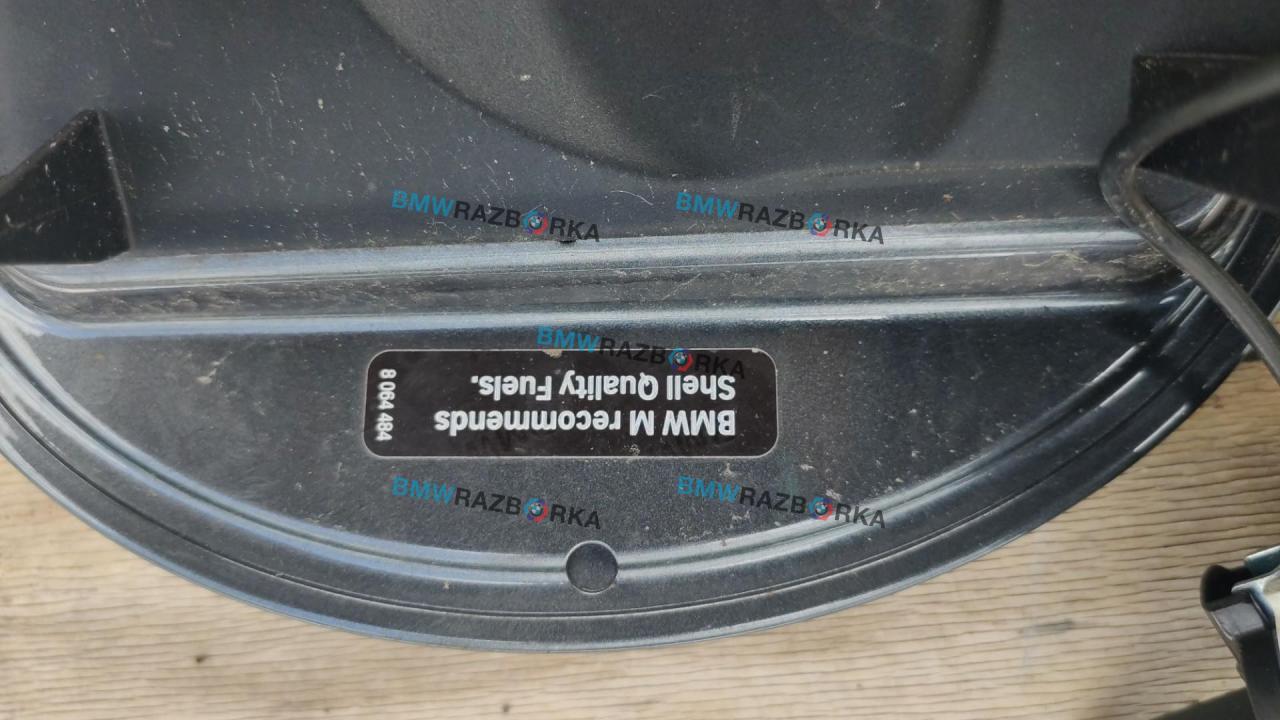 BMWRAZBORKA
BMWRAZBORKA
BMWRAZBORKA
BMW M recommends
Shell Quality Fuels.
8 064 484
BMWRAZBORKA
BMWRAZBORKA